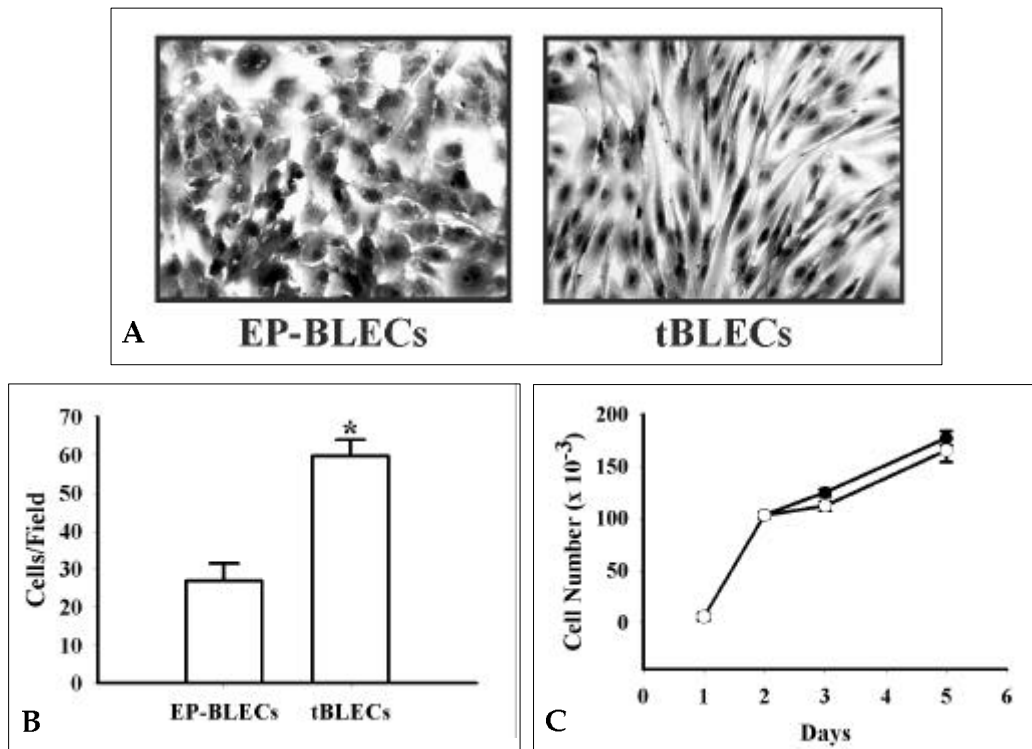 A
EP-BLECs
tBLECs
70
60
50
40
30
20
10
0
Cells/Field
*
EP-BLECs
tBLECs
B
200
150
100
50
0
Cell Number (x 10⁻³)
0 1 2 3 4 5 6
Days
C